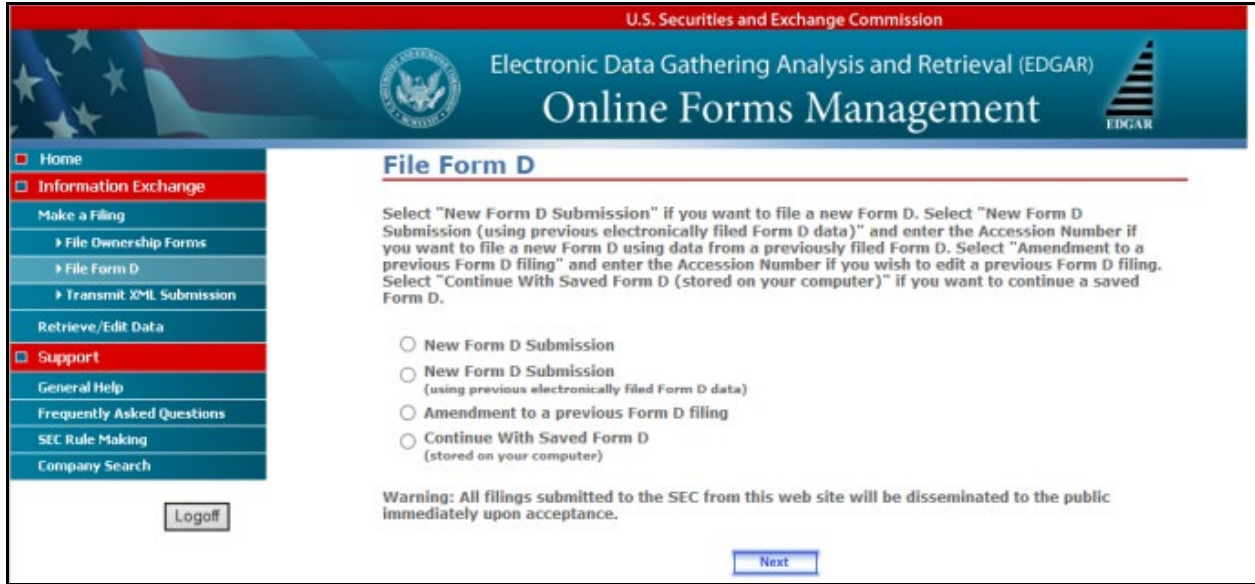 U.S. Securities and Exchange Commission
Electronic Data Gathering Analysis and Retrieval (EDGAR)
Online Forms Management
EDGAR
Home
Information Exchange
Make a Filing
File Ownership Forms
File Form D
Transmit XML Submission
Retrieve/Edit Data
Support
General Help
Frequently Asked Questions
SEC Rule Making
Company Search
Logoff
File Form D
Select "New Form D Submission" if you want to file a new Form D. Select "New Form D
Submission (using previous electronically filed Form D data)" and enter the Accession Number if
you want to file a new Form D using data from a previously filed Form D. Select "Amendment to a
previous Form D filing" and enter the Accession Number if you wish to edit a previous Form D filing.
Select "Continue With Saved Form D (stored on your computer)" if you want to continue a saved
Form D.
New Form D Submission
New Form D Submission
(using previous electronically filed Form D data)
Amendment to a previous Form D filing
Continue With Saved Form D
(stored on your computer)
Warning: All filings submitted to the SEC from this web site will be disseminated to the public
immediately upon acceptance.
Next